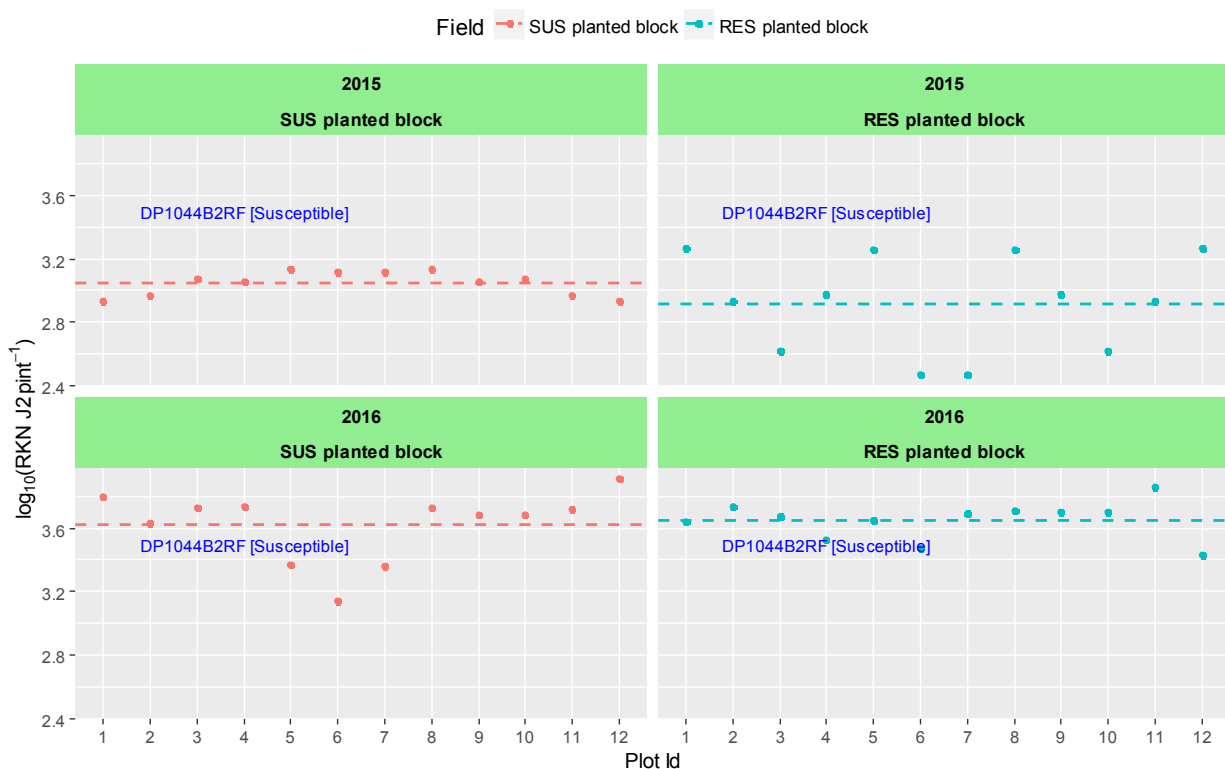 Field SUS planted block RES planted block
2015
SUS planted block
2015
RES planted block
3.6
3.2
2.8
2.4
DP1044B2RF [Susceptible]
DP1044B2RF [Susceptible]
log₁₀(RKN J2 pint⁻¹)
2016
SUS planted block
2016
RES planted block
3.6
3.2
2.8
2.4
DP1044B2RF [Susceptible]
DP1044B2RF [Susceptible]
1 2 3 4 5 6 7 8 9 10 11 12
1 2 3 4 5 6 7 8 9 10 11 12
Plot Id